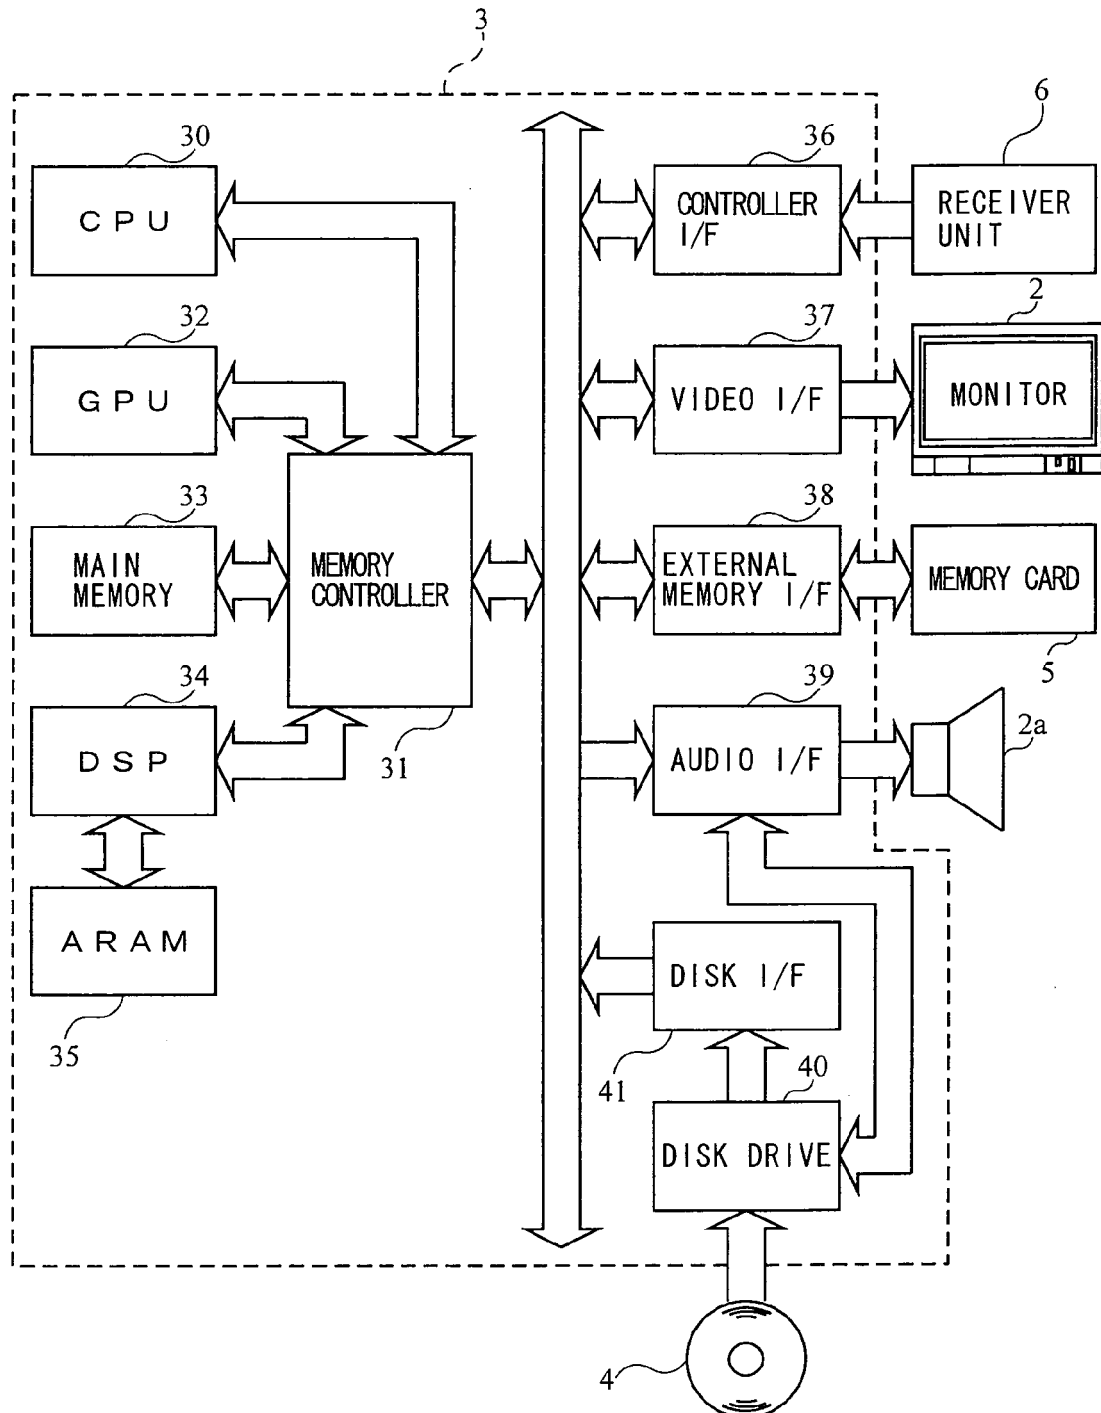 3
30
CPU
32
GPU
33
MAIN
MEMORY
34
DSP
ARAM
35
MEMORY
CONTROLLER
31
36
CONTROLLER
I/F
37
VIDEO I/F
38
EXTERNAL
MEMORY I/F
39
AUDIO I/F
DISK I/F
41
40
DISK DRIVE
4
6
RECEIVER
UNIT
2
MONITOR
MEMORY CARD
5
2a